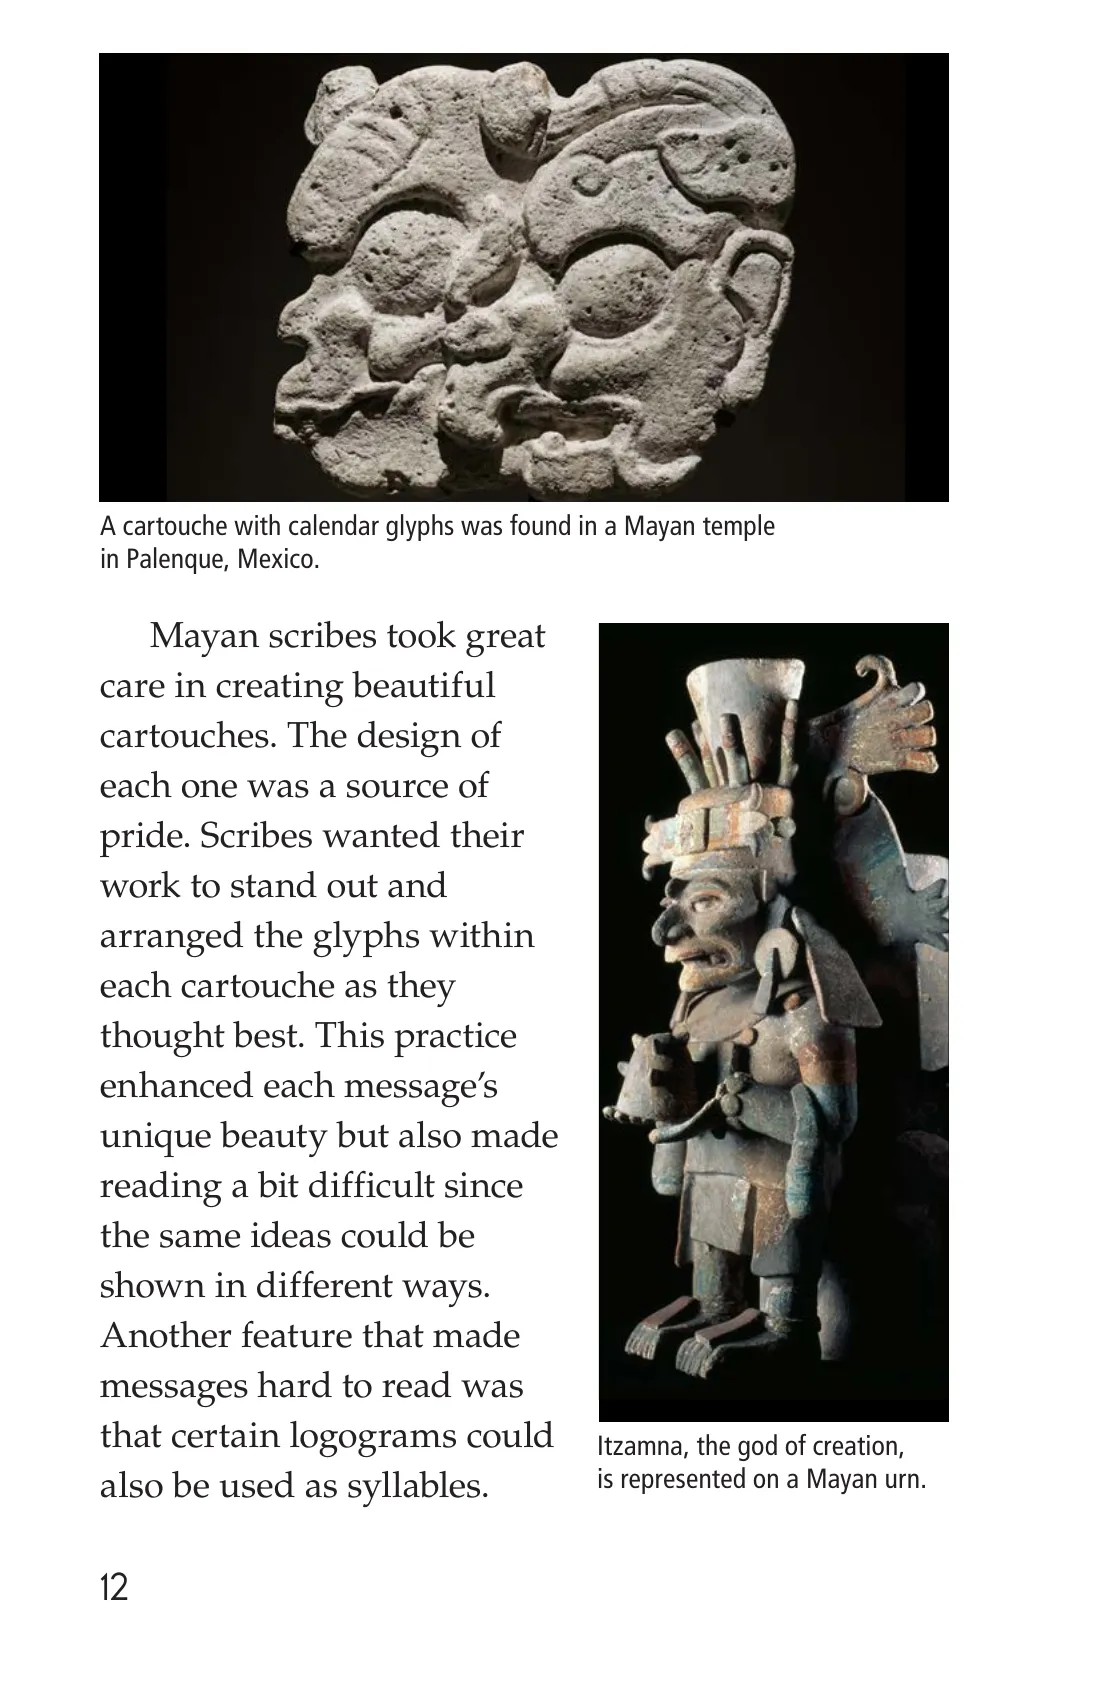 A cartouche with calendar glyphs was found in a Mayan temple
in Palenque, Mexico.
Mayan scribes took great
care in creating beautiful
cartouches. The design of
each one was a source of
pride. Scribes wanted their
work to stand out and
arranged the glyphs within
each cartouche as they
thought best. This practice
enhanced each message’s
unique beauty but also made
reading a bit difficult since
the same ideas could be
shown in different ways.
Another feature that made
messages hard to read was
that certain logograms could
also be used as syllables.
Itzamna, the god of creation,
is represented on a Mayan urn.
12